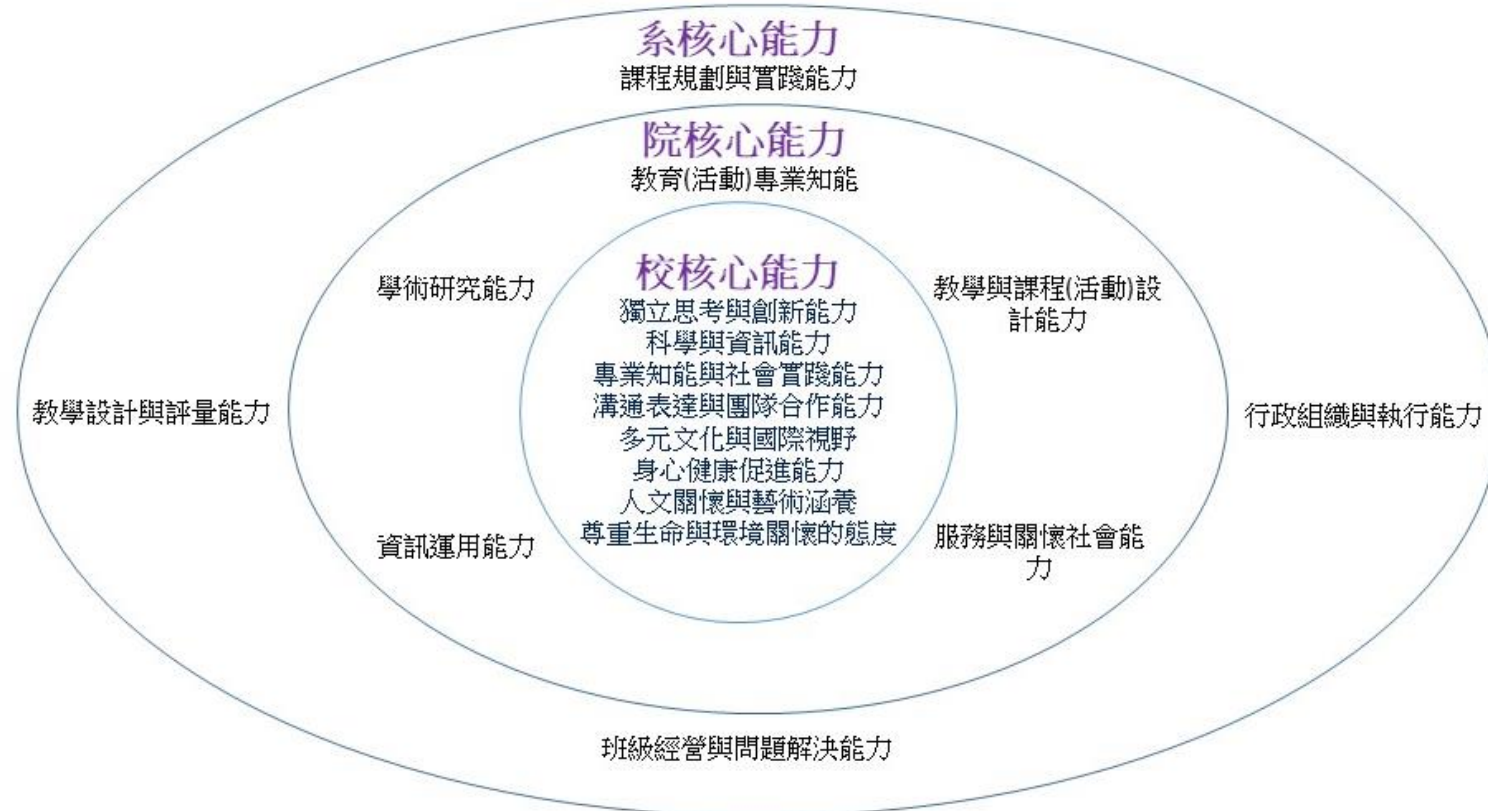 系核心能力
課程規劃與實踐能力
院核心能力
教育(活動)專業知能
校核心能力
獨立思考與創新能力
科學與資訊能力
專業知能與社會實踐能力
溝通表達與團隊合作能力
多元文化與國際視野
身心健康促進能力
人文關懷與藝術涵養
尊重生命與環境關懷的態度
學術研究能力
教學與課程(活動)設
計能力
資訊運用能力
服務與關懷社會能
力
教學設計與評量能力
行政組織與執行能力
班級經營與問題解決能力